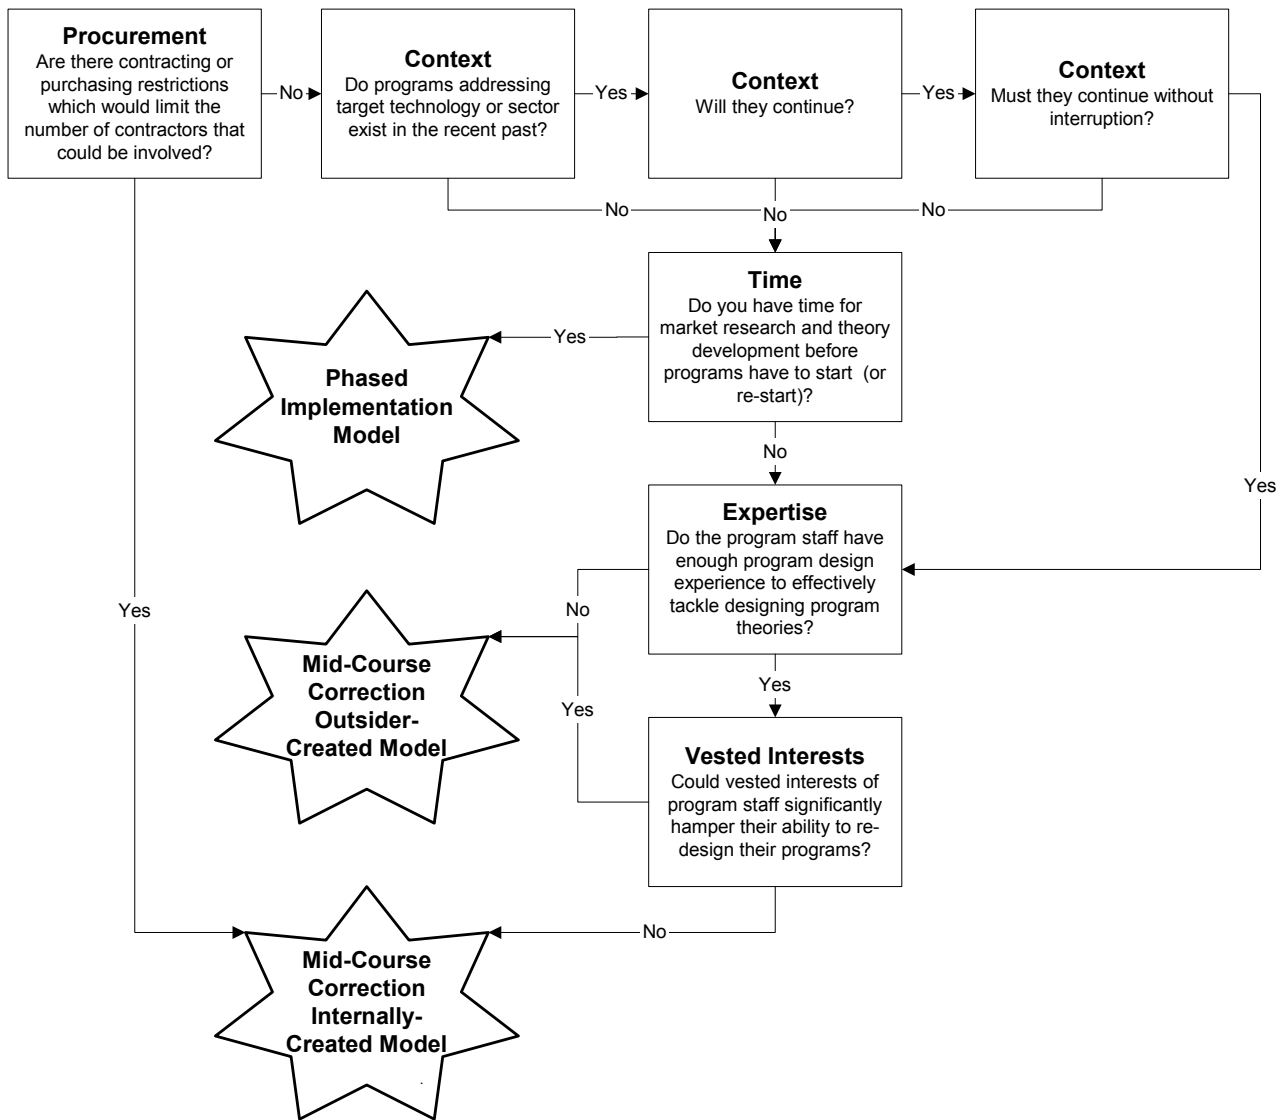 Procurement
Are there contracting or
purchasing restrictions
which would limit the
number of contractors that
could be involved?
No
Context
Do programs addressing
target technology or sector
exist in the recent past?
Yes
Context
Will they continue?
Yes
Context
Must they continue without
interruption?
No
No
No
Time
Do you have time for
market research and theory
development before
programs have to start (or
re-start)?
Yes
Phased
Implementation
Model
No
Yes
Expertise
Do the program staff have
enough program design
experience to effectively
tackle designing program
theories?
Yes
No
Mid-Course
Correction
Outsider-
Created Model
Yes
Yes
Vested Interests
Could vested interests of
program staff significantly
hamper their ability to re-
design their programs?
No
Mid-Course
Correction
Internally-
Created Model